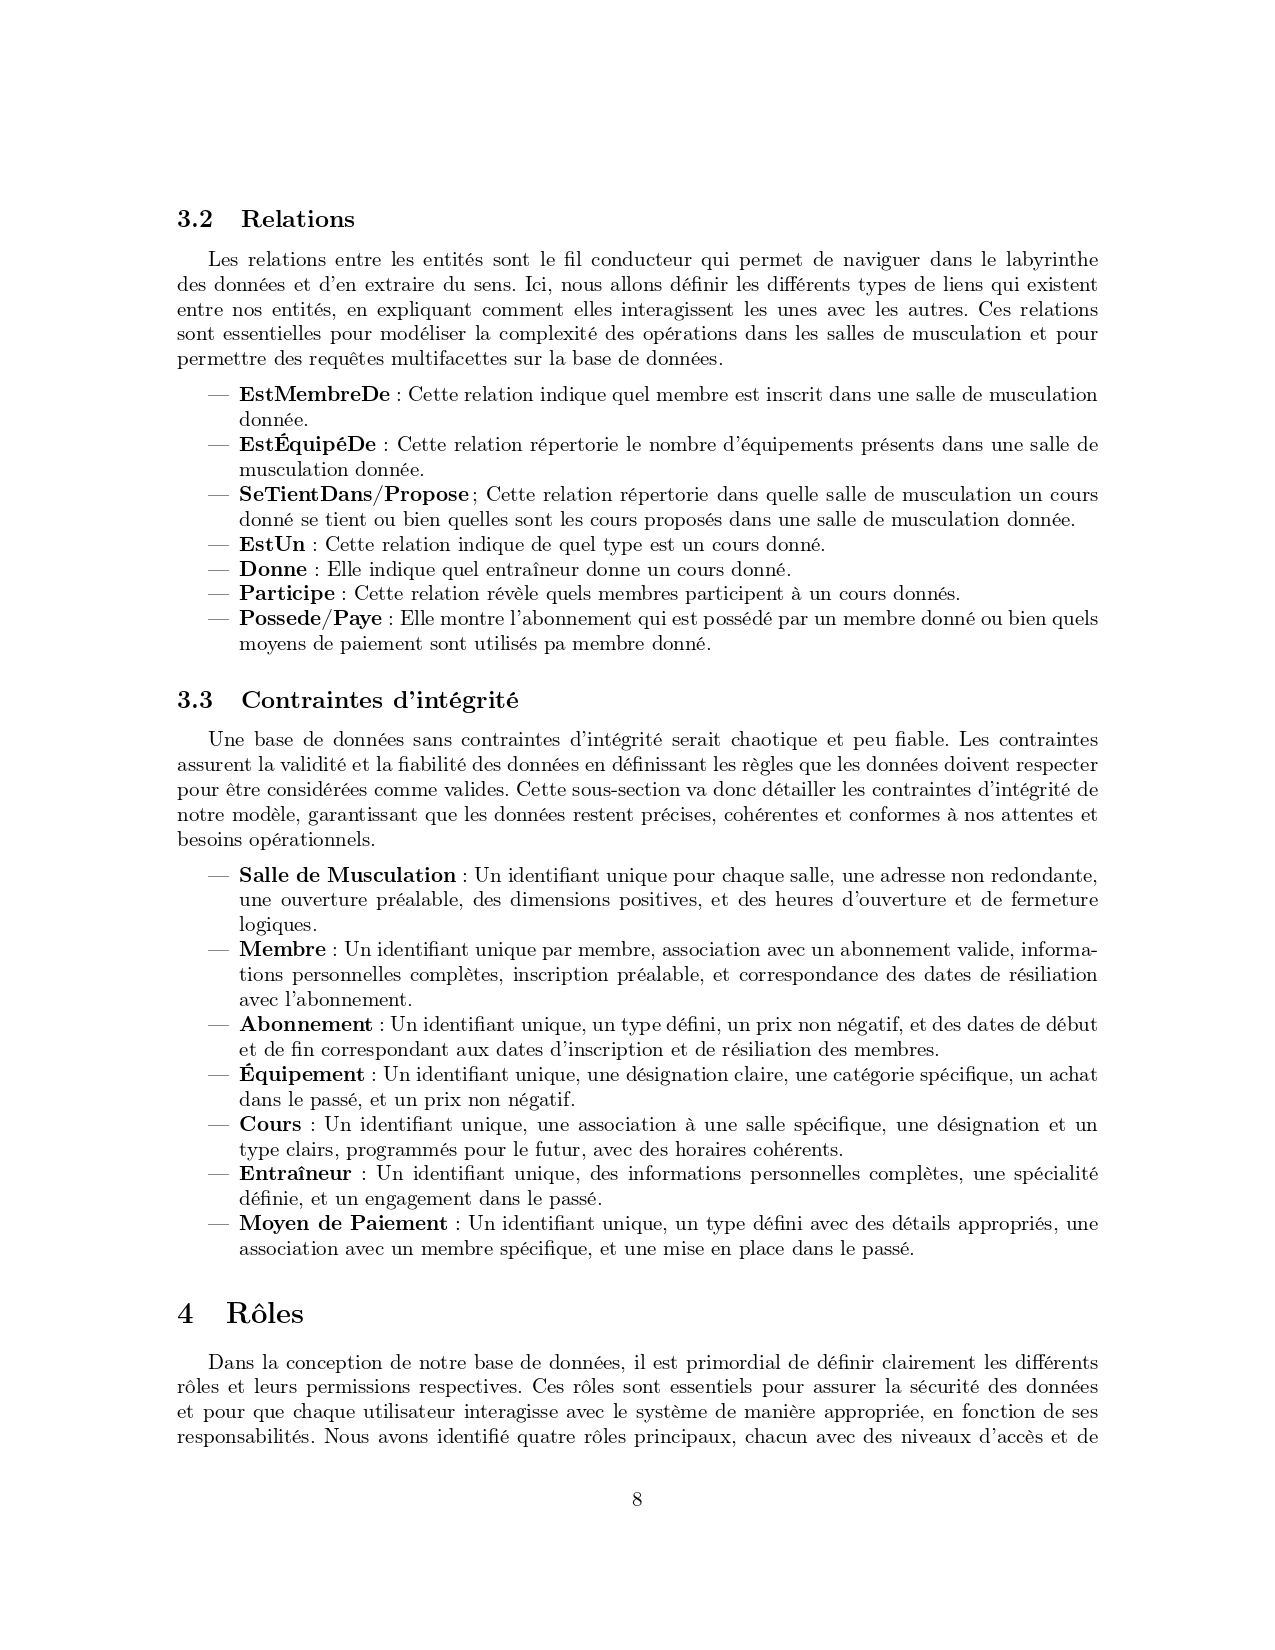 3.2 Relations
Les relations entre les entités sont le fil conducteur qui permet de naviguer dans le labyrinthe
des données et d'en extraire du sens. Ici, nous allons définir les différents types de liens qui existent
entre nos entités, en expliquant comment elles interagissent les unes avec les autres. Ces relations
sont essentielles pour modéliser la complexité des opérations dans les salles de musculation et pour
permettre des requêtes multifacettes sur la base de données.
— EstMembreDe : Cette relation indique quel membre est inscrit dans une salle de musculation
donnée.
— EstÉquipéDe : Cette relation répertorie le nombre d'équipements présents dans une salle de
musculation donnée.
— SeTientDans/Propose ; Cette relation répertorie dans quelle salle de musculation un cours
donné se tient ou bien quelles sont les cours proposés dans une salle de musculation donnée.
— EstUn : Cette relation indique de quel type est un cours donné.
— Donne : Elle indique quel entraîneur donne un cours donné.
— Participe : Cette relation révèle quels membres participent à un cours donnés.
— Possede/Paye : Elle montre l'abonnement qui est possédé par un membre donné ou bien quels
moyens de paiement sont utilisés pa membre donné.
3.3 Contraintes d'intégrité
Une base de données sans contraintes d'intégrité serait chaotique et peu fiable. Les contraintes
assurent la validité et la fiabilité des données en définissant les règles que les données doivent respecter
pour être considérées comme valides. Cette sous-section va donc détailler les contraintes d'intégrité de
notre modèle, garantissant que les données restent précises, cohérentes et conformes à nos attentes et
besoins opérationnels.
— Salle de Musculation : Un identifiant unique pour chaque salle, une adresse non redondante,
une ouverture préalable, des dimensions positives, et des heures d'ouverture et de fermeture
logiques.
— Membre : Un identifiant unique par membre, association avec un abonnement valide, informa-
tions personnelles complètes, inscription préalable, et correspondance des dates de résiliation
avec l'abonnement.
— Abonnement : Un identifiant unique, un type défini, un prix non négatif, et des dates de début
et de fin correspondant aux dates d'inscription et de résiliation des membres.
— Équipement : Un identifiant unique, une désignation claire, une catégorie spécifique, un achat
dans le passé, et un prix non négatif.
— Cours : Un identifiant unique, une association à une salle spécifique, une désignation et un
type clairs, programmés pour le futur, avec des horaires cohérents.
— Entraîneur : Un identifiant unique, des informations personnelles complètes, une spécialité
définie, et un engagement dans le passé.
— Moyen de Paiement : Un identifiant unique, un type défini avec des détails appropriés, une
association avec un membre spécifique, et une mise en place dans le passé.
4 Rôles
Dans la conception de notre base de données, il est primordial de définir clairement les différents
rôles et leurs permissions respectives. Ces rôles sont essentiels pour assurer la sécurité des données
et pour que chaque utilisateur interagisse avec le système de manière appropriée, en fonction de ses
responsabilités. Nous avons identifié quatre rôles principaux, chacun avec des niveaux d'accès et de
8